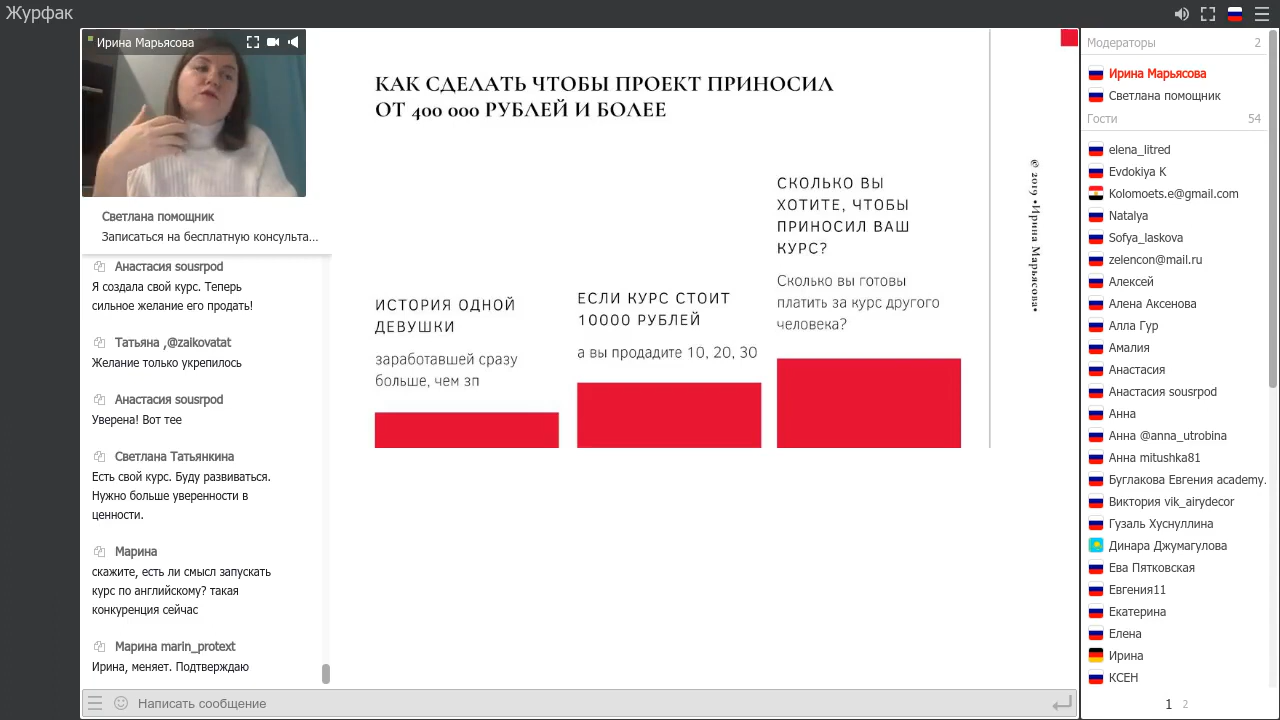 Журфак
Ирина Марьясова
Светлана помощник
Записаться на бесплатную консульта...
Анастасия sousrpod
Я создала свой курс. Теперь
сильное желание его продать!
Татьяна ,@zaikovatat
Желание только укрепилось
Анастасия sousrpod
Уверена! Вот тее
Светлана Татьянкина
Есть свой курс. Буду развиваться.
Нужно больше уверенности в
ценности.
Марина
скажите, есть ли смысл запускать
курс по английскому? такая
конкуренция сейчас
Марина marin_protext
Ирина, меняет. Подтверждаю
Написать сообщение
КАК СДЕЛАТЬ ЧТОБЫ ПРОЕКТ ПРИНОСИЛ
ОТ 400 000 РУБЛЕЙ И БОЛЕЕ
ИСТОРИЯ ОДНОЙ
ДЕВУШКИ
заработавшей сразу
больше, чем зп
ЕСЛИ КУРС СТОИТ
10000 РУБЛЕЙ
а вы продадите 10, 20, 30
СКОЛЬКО ВЫ
ХОТИТЕ, ЧТОБЫ
ПРИНОСИЛ ВАШ
КУРС?
Сколько вы готовы
платить за курс другого
человека?
© 2019 •Ирина Марьясова•
Модераторы 2
Ирина Марьясова
Светлана помощник
Гости 54
elena_litred
Evdokiya K
Kolomoets.e@gmail.com
Natalya
Sofya_laskova
zelencon@mail.ru
Алексей
Алена Аксенова
Алла Гур
Амалия
Анастасия
Анастасия sousrpod
Анна
Анна @anna_utrobina
Анна mitushka81
Буглакова Евгения academy.
Виктория vik_airydecor
Гузаль Хуснуллина
Динара Джумагулова
Ева Пятковская
Евгения11
Екатерина
Елена
Ирина
КСЕН
1 2